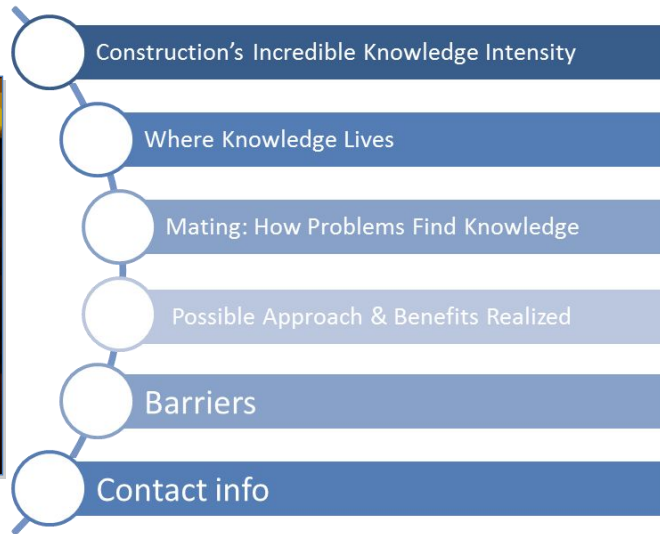 Construction’s Incredible Knowledge Intensity
Where Knowledge Lives
Mating: How Problems Find Knowledge
Possible Approach & Benefits Realized
Barriers
Contact info